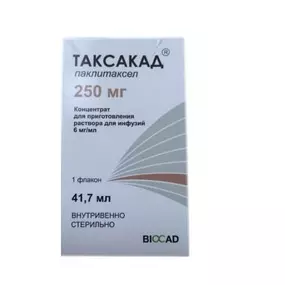 ТАКСАКАД®
паклитаксел
250 мг
Концентрат
для приготовления
раствора для инфузий
6 мг/мл
1 флакон
41,7 мл
ВНУТРИВЕННО
СТЕРИЛЬНО
BIOCAD